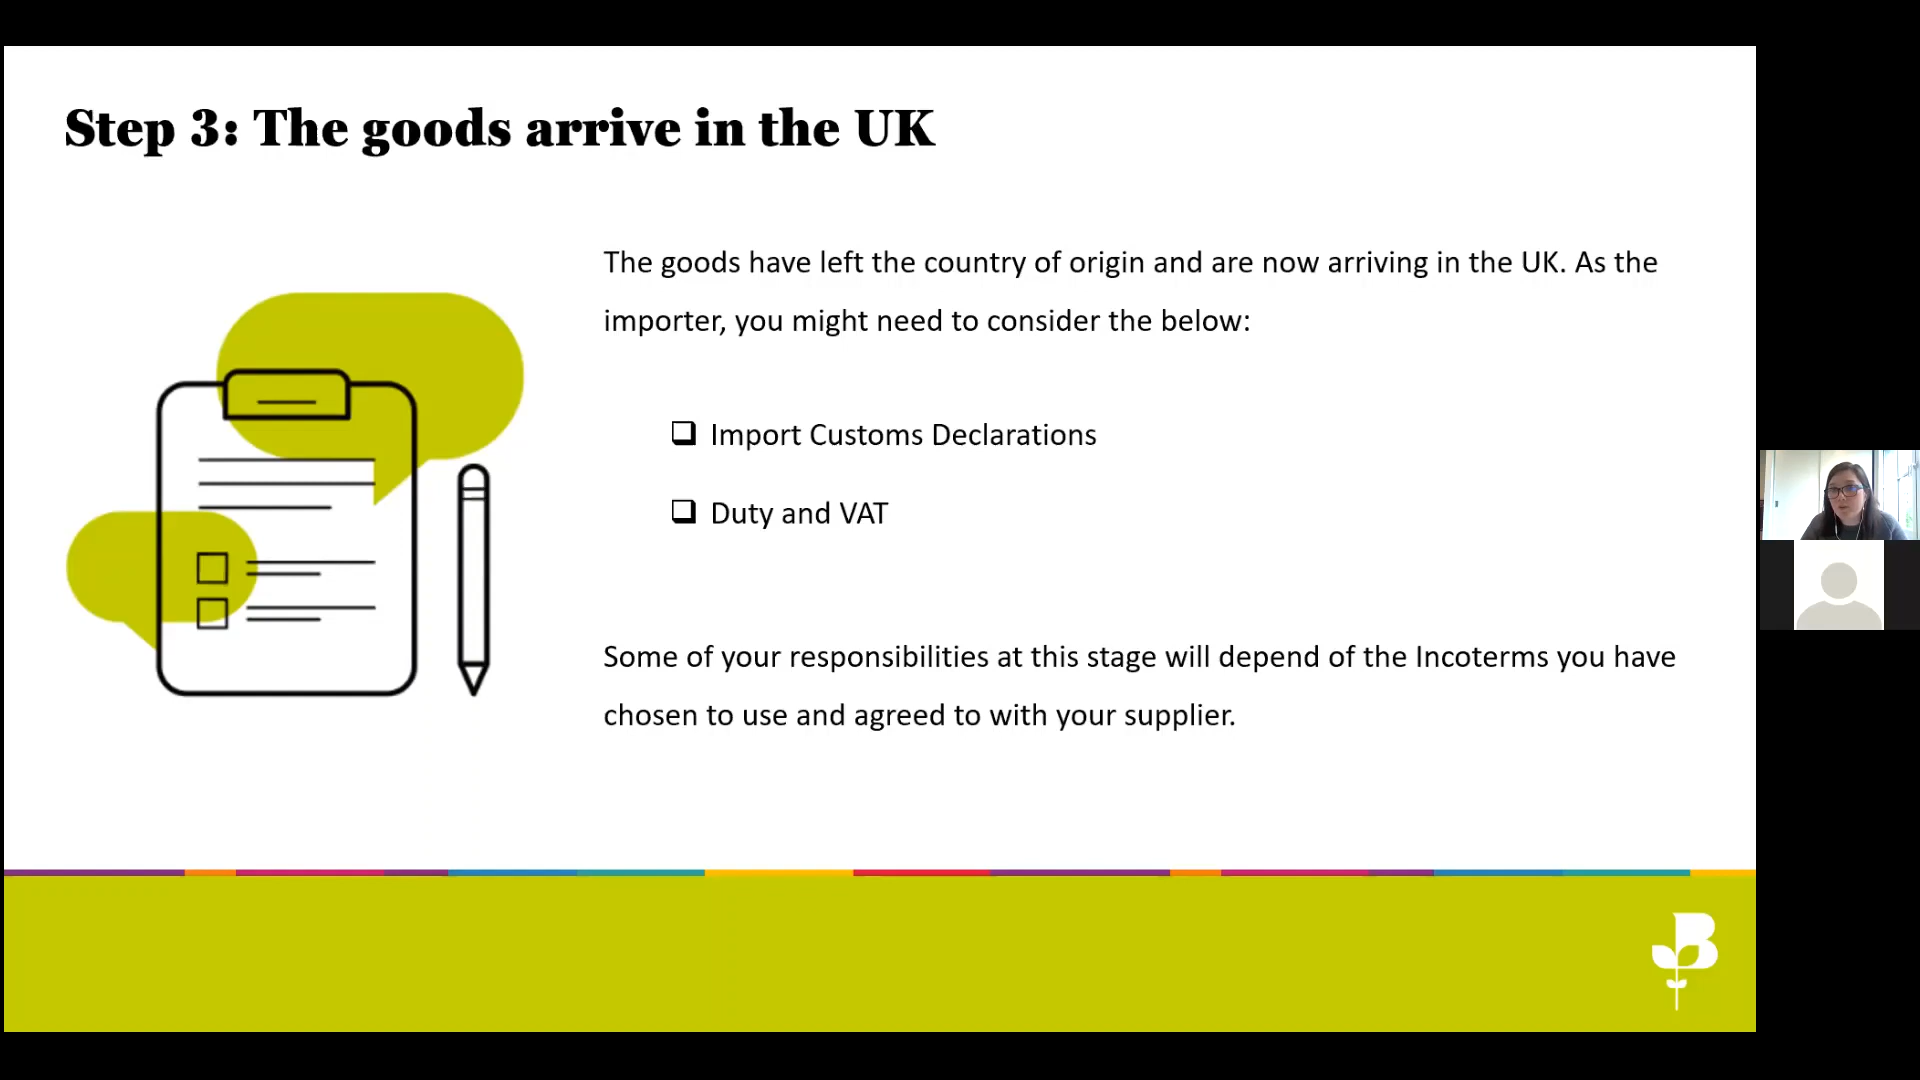 Step 3: The goods arrive in the UK
The goods have left the country of origin and are now arriving in the UK. As the
importer, you might need to consider the below:
Import Customs Declarations
Duty and VAT
Some of your responsibilities at this stage will depend of the Incoterms you have
chosen to use and agreed to with your supplier.
B